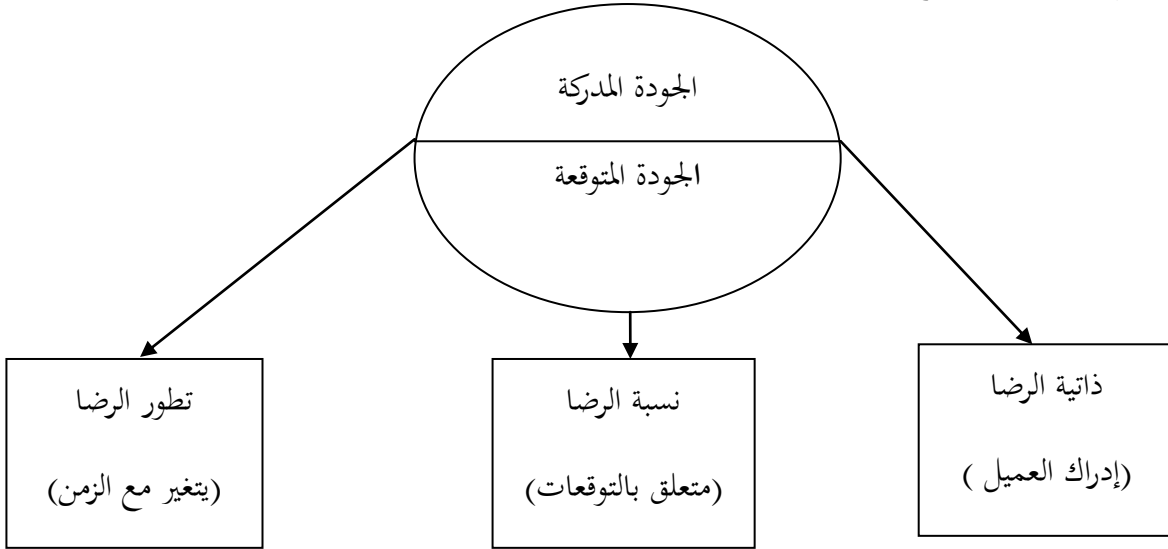 الجودة المدركة
الجودة المتوقعة
ذاتية الرضا
(إدراك العميل )
نسبة الرضا
(متعلق بالتوقعات)
تطور الرضا
(يتغير مع الزمن)